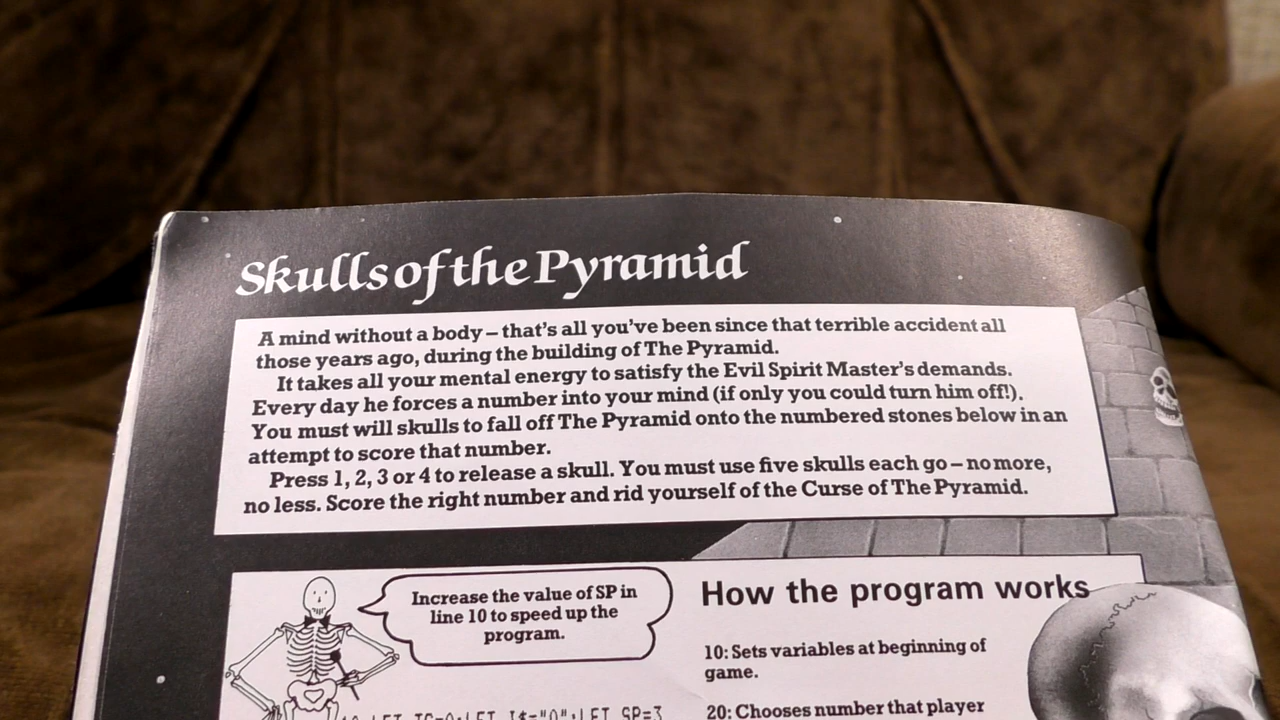 Skulls of the Pyramid
A mind without a body – that's all you've been since that terrible accident all
those years ago, during the building of The Pyramid.
It takes all your mental energy to satisfy the Evil Spirit Master's demands.
Every day he forces a number into your mind (if only you could turn him off!).
You must will skulls to fall off The Pyramid onto the numbered stones below in an
attempt to score that number.
Press 1, 2, 3 or 4 to release a skull. You must use five skulls each go – no more,
no less. Score the right number and rid yourself of the Curse of The Pyramid.
Increase the value of SP in
line 10 to speed up the
program.
LET SP=3
How the program works
10: Sets variables at beginning of
game.
20: Chooses number that player